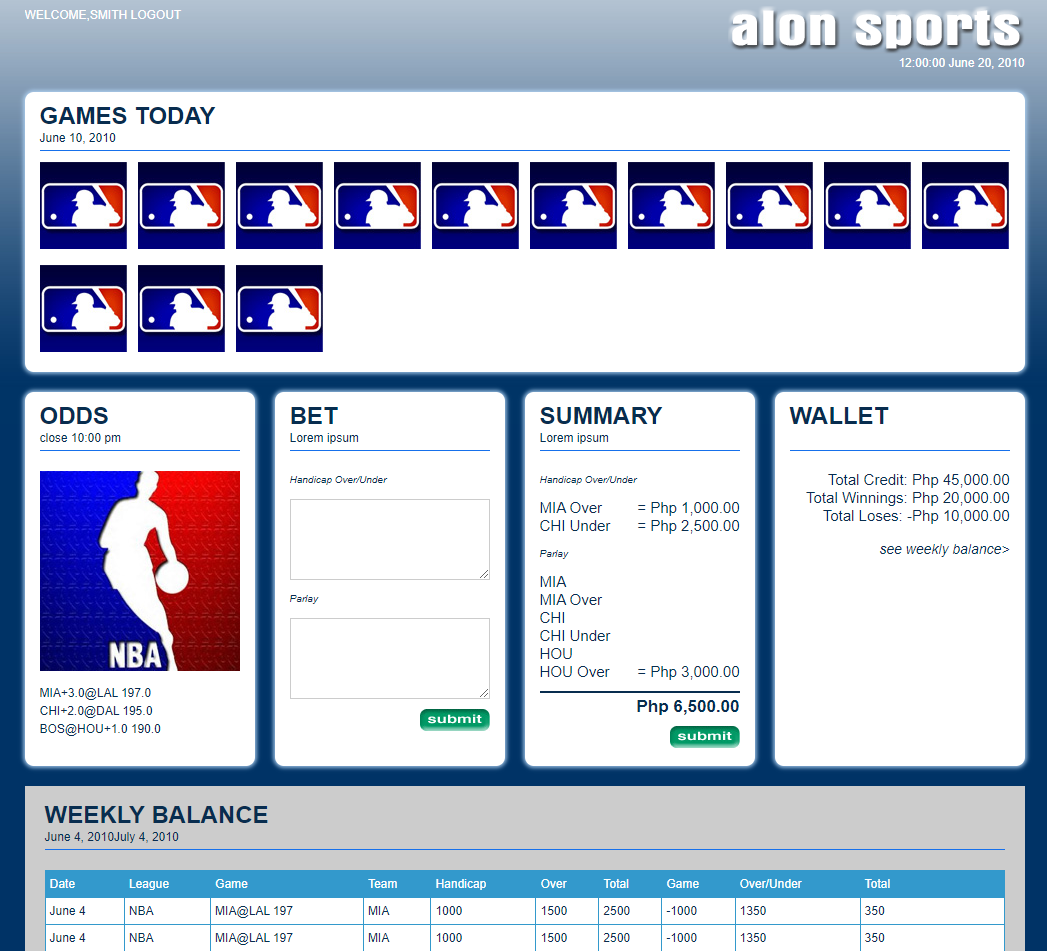 WELCOME,SMITH LOGOUT
alon sports
12:00:00 June 20, 2010
GAMES TODAY
June 10, 2010
ODDS
close 10:00 pm
NBA
MIA+3.0@LAL 197.0
CHI+2.0@DAL 195.0
BOS@HOU+1.0 190.0
BET
Lorem ipsum
Handicap Over/Under
Parlay
submit
SUMMARY
Lorem ipsum
Handicap Over/Under
MIA Over = Php 1,000.00
CHI Under = Php 2,500.00
Parlay
MIA
MIA Over
CHI
CHI Under
HOU
HOU Over = Php 3,000.00
Php 6,500.00
submit
WALLET
Total Credit: Php 45,000.00
Total Winnings: Php 20,000.00
Total Loses: -Php 10,000.00
see weekly balance>
WEEKLY BALANCE
June 4, 2010July 4, 2010
Date League Game Team Handicap Over Total Game Over/Under Total
June 4 NBA MIA@LAL 197 MIA 1000 1500 2500 -1000 1350 350
June 4 NBA MIA@LAL 197 MIA 1000 1500 2500 -1000 1350 350